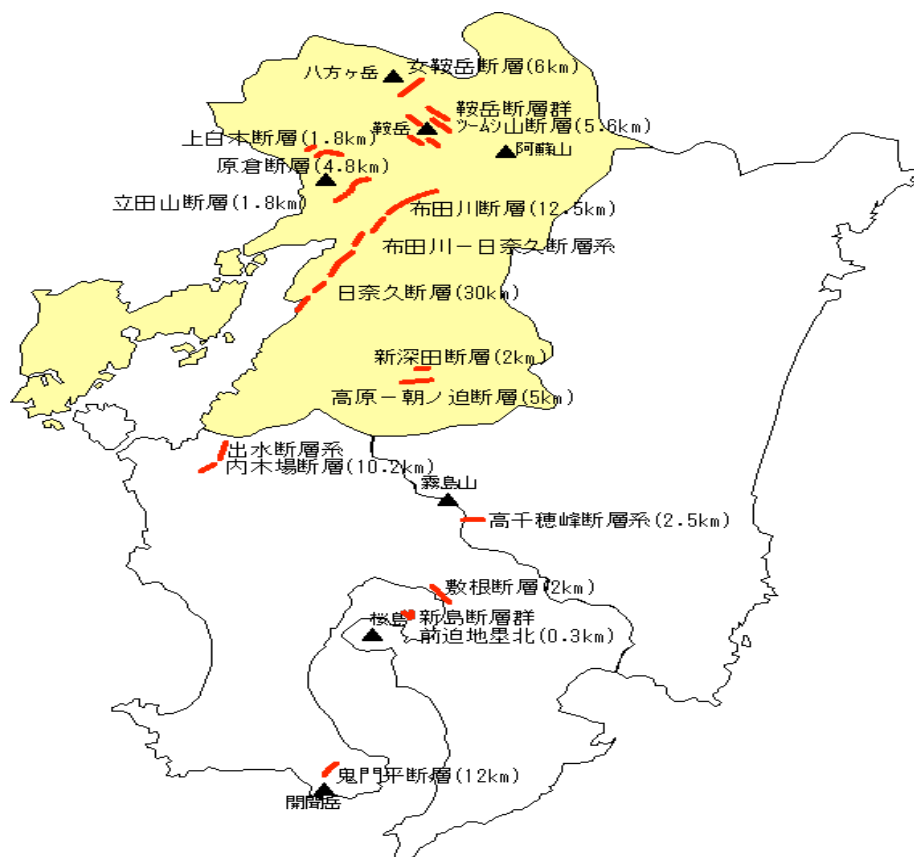 女鞍岳断層(6km)
八方ヶ岳
鞍岳断層群
鞍岳
ツームシ山断層(5.6km)
上白本断層(1.8km)
阿蘇山
原倉断層(4.8km)
立田山断層(1.8km)
布田川断層(12.5km)
布田川－日奈久断層系
日奈久断層(30km)
新深田断層(2km)
高原－朝ノ迫断層(5km)
出水断層系
内木場断層(10.2km)
霧島山
高千穂峰断層系(2.5km)
敷根断層(2km)
桜島
新島断層群
前迫地塁北(0.3km)
鬼門平断層(12km)
開聞岳